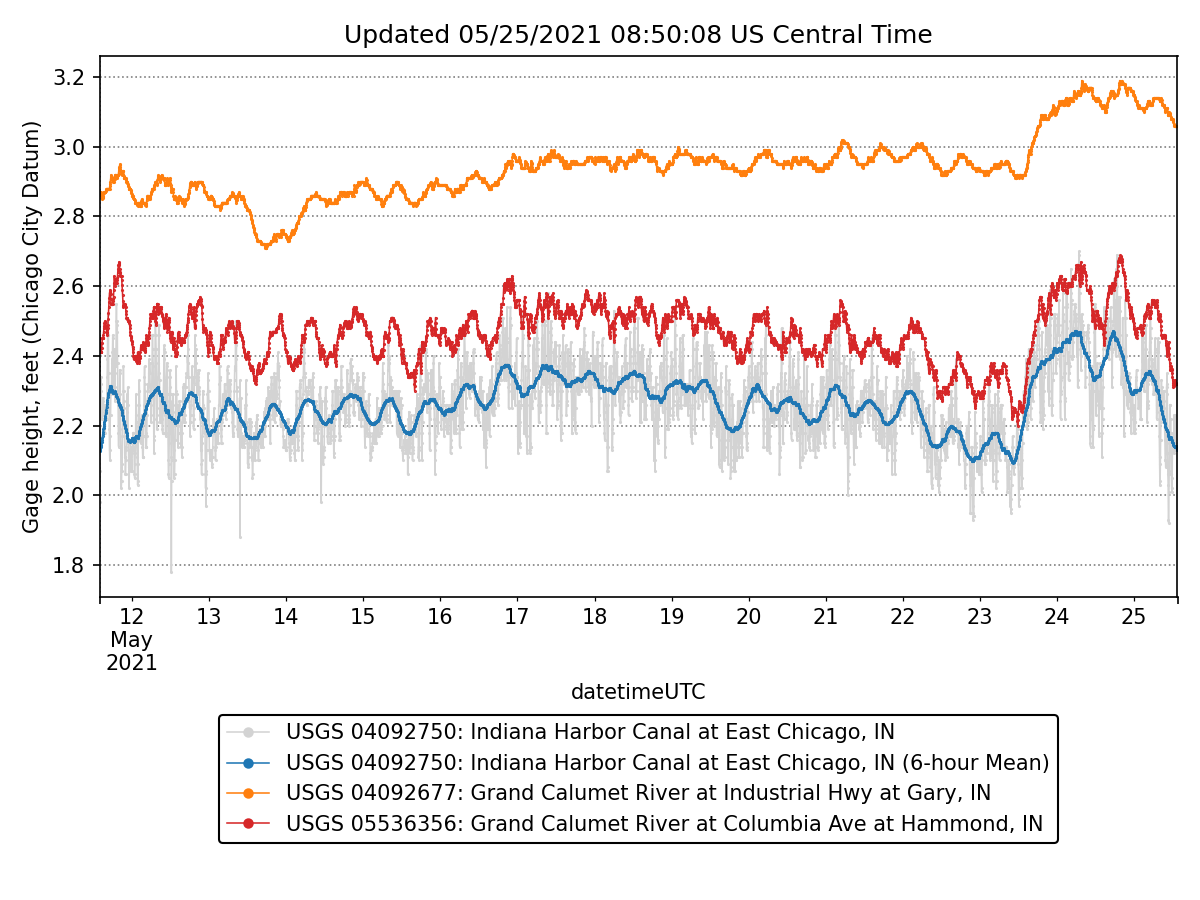 Updated 05/25/2021 08:50:08 US Central Time
Gage height, feet (Chicago City Datum)
3.2
3.0
2.8
2.6
2.4
2.2
2.0
1.8
12 13 14 15 16 17 18 19 20 21 22 23 24 25
May
2021
datetimeUTC
USGS 04092750: Indiana Harbor Canal at East Chicago, IN
USGS 04092750: Indiana Harbor Canal at East Chicago, IN (6-hour Mean)
USGS 04092677: Grand Calumet River at Industrial Hwy at Gary, IN
USGS 05536356: Grand Calumet River at Columbia Ave at Hammond, IN